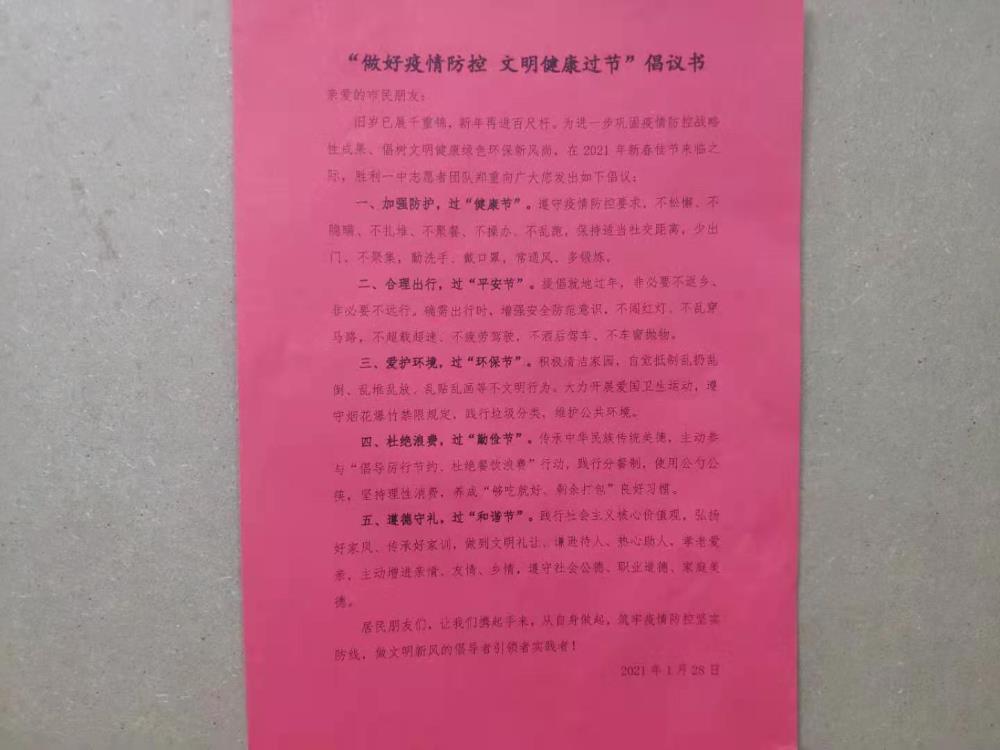 “做好疫情防控 文明健康过节”倡议书
亲爱的市民朋友：
旧岁已展千重锦，新年再进百尺杆。为进一步巩固疫情防控战略
性成果、倡树文明健康绿色环保新风尚，在 2021 年新春佳节来临之
际，胜利一中志愿者团队郑重向广大您发出如下倡议：
一、加强防护，过“健康节”。遵守疫情防控要求，不松懈、不
隐瞒、不扎堆、不聚餐、不操办、不乱跑，保持适当社交距离，少出
门、不聚集，勤洗手、戴口罩，常通风、多锻炼。
二、合理出行，过“平安节”。提倡就地过年，非必要不返乡、
非必要不远行。确需出行时，增强安全防范意识，不闯红灯、不乱穿
马路，不超载超速、不疲劳驾驶，不酒后驾车、不车窗抛物。
三、爱护环境，过“环保节”。积极清洁家园，自觉抵制乱扔乱
倒、乱堆乱放、乱贴乱画等不文明行为。大力开展爱国卫生运动，遵
守烟花爆竹禁限规定，践行垃圾分类，维护公共环境。
四、杜绝浪费，过“勤俭节”。传承中华民族传统美德，主动参
与“倡导厉行节约、杜绝餐饮浪费”行动，践行分餐制，使用公勺公
筷，坚持理性消费，养成“够吃就好、剩余打包”良好习惯。
五、遵德守礼，过“和谐节”。践行社会主义核心价值观，弘扬
好家风、传承好家训，做到文明礼让、谦逊待人、热心助人，孝老爱
亲，主动增进亲情、友情、乡情，遵守社会公德、职业道德、家庭美
德。
居民朋友们，让我们携起手来，从自身做起，筑牢疫情防控坚实
防线，做文明新风的倡导者引领者实践者！
2021 年 1 月 28 日